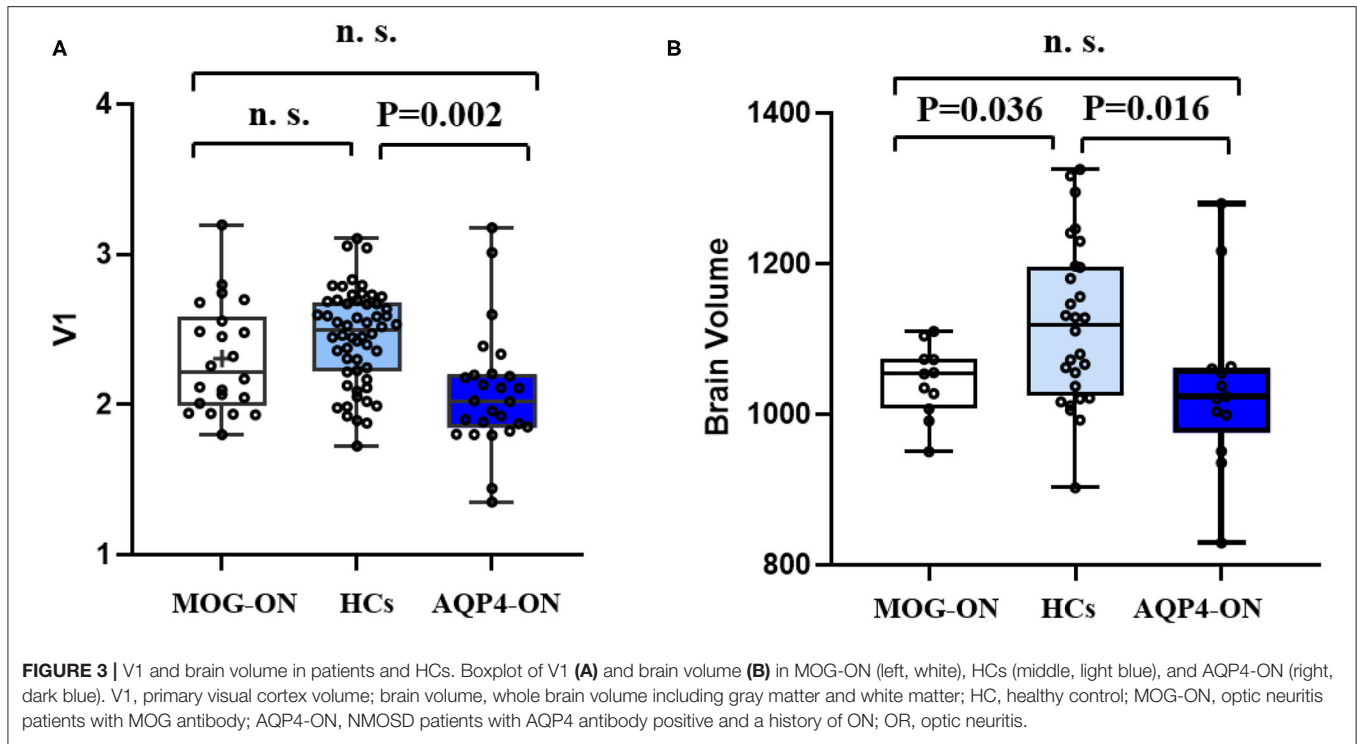 A
n. s.
n. s.
P=0.002
4
3
2
1
V1
MOG-ON
HCs
AQP4-ON
B
n. s.
P=0.036
P=0.016
1400
1200
1000
800
Brain Volume
MOG-ON
HCs
AQP4-ON
FIGURE 3 | V1 and brain volume in patients and HCs. Boxplot of V1 (A) and brain volume (B) in MOG-ON (left, white), HCs (middle, light blue), and AQP4-ON (right,
dark blue). V1, primary visual cortex volume; brain volume, whole brain volume including gray matter and white matter; HC, healthy control; MOG-ON, optic neuritis
patients with MOG antibody; AQP4-ON, NMOSD patients with AQP4 antibody positive and a history of ON; OR, optic neuritis.